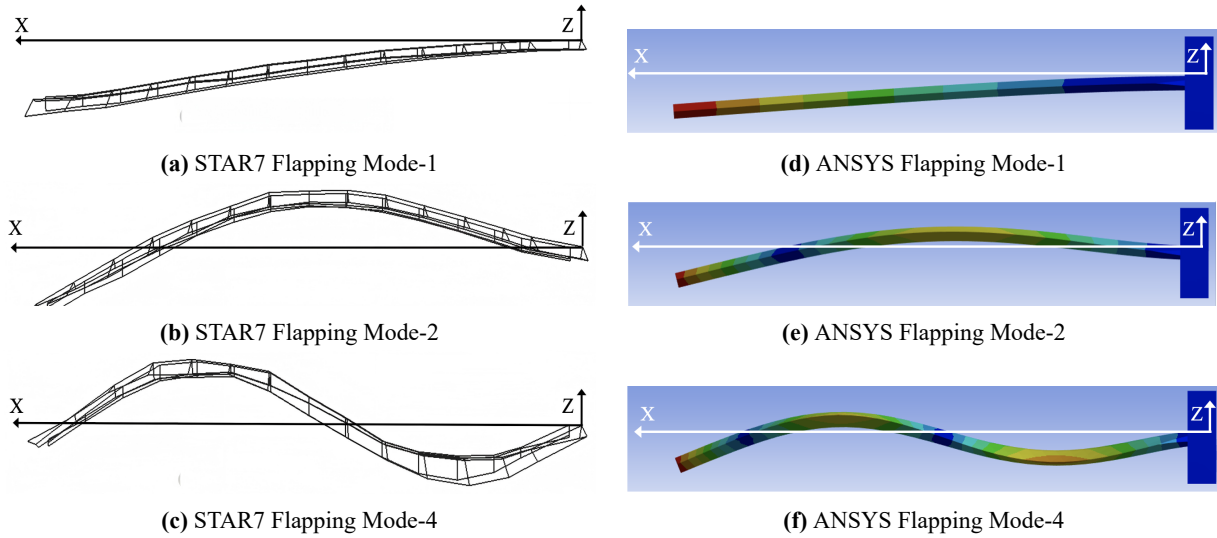 X Z
X Z
(a) STAR7 Flapping Mode-1
(d) ANSYS Flapping Mode-1
X Z
X Z
(b) STAR7 Flapping Mode-2
(e) ANSYS Flapping Mode-2
X Z
X Z
(c) STAR7 Flapping Mode-4
(f) ANSYS Flapping Mode-4